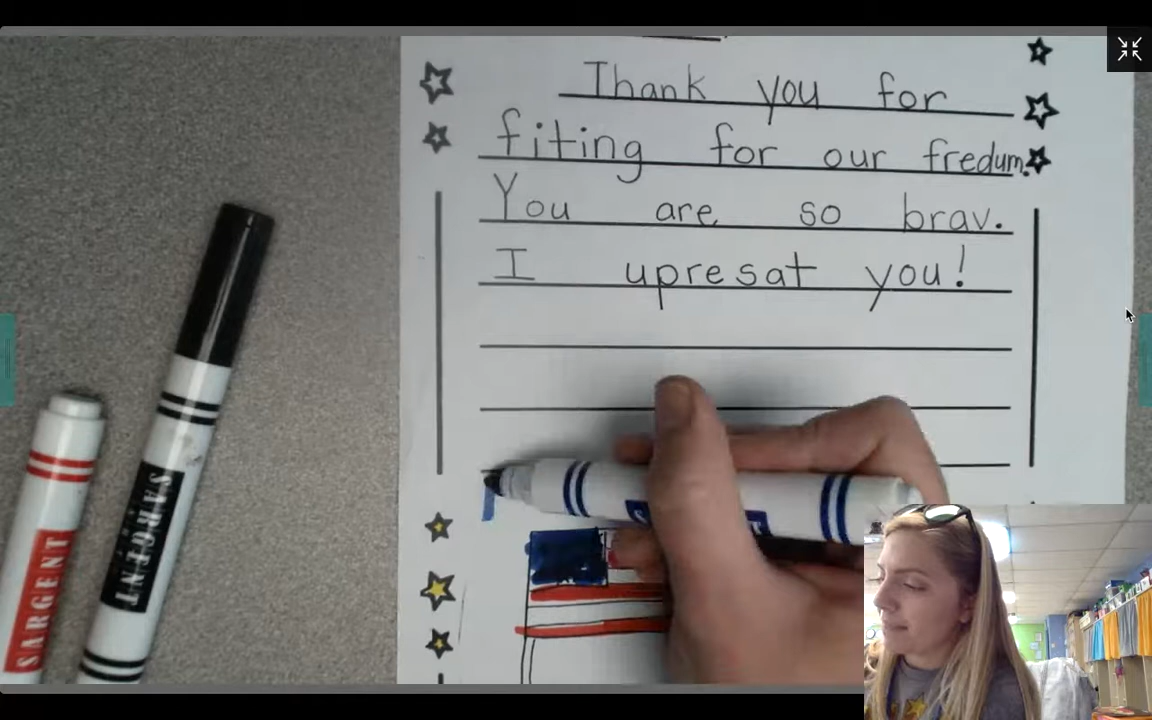 Thank you for
fiting for our fredum.
You are so brav.
I upresat you!
SARGENT
SARGENT